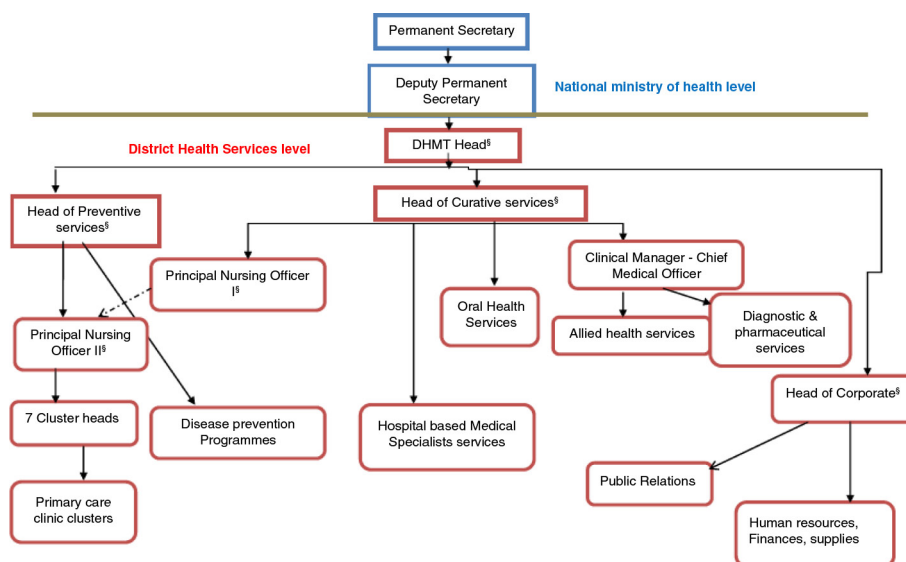 Permanent Secretary
Deputy Permanent
Secretary
National ministry of health level
District Health Services level
DHMT Head§
Head of Preventive
services§
Head of Curative services§
Principal Nursing Officer
I§
Clinical Manager - Chief
Medical Officer
Oral Health
Services
Principal Nursing
Officer II§
Allied health services
Diagnostic &
pharmaceutical
services
Head of Corporate§
7 Cluster heads
Disease prevention
Programmes
Hospital based Medical
Specialists services
Public Relations
Primary care
clinic clusters
Human resources,
Finances, supplies